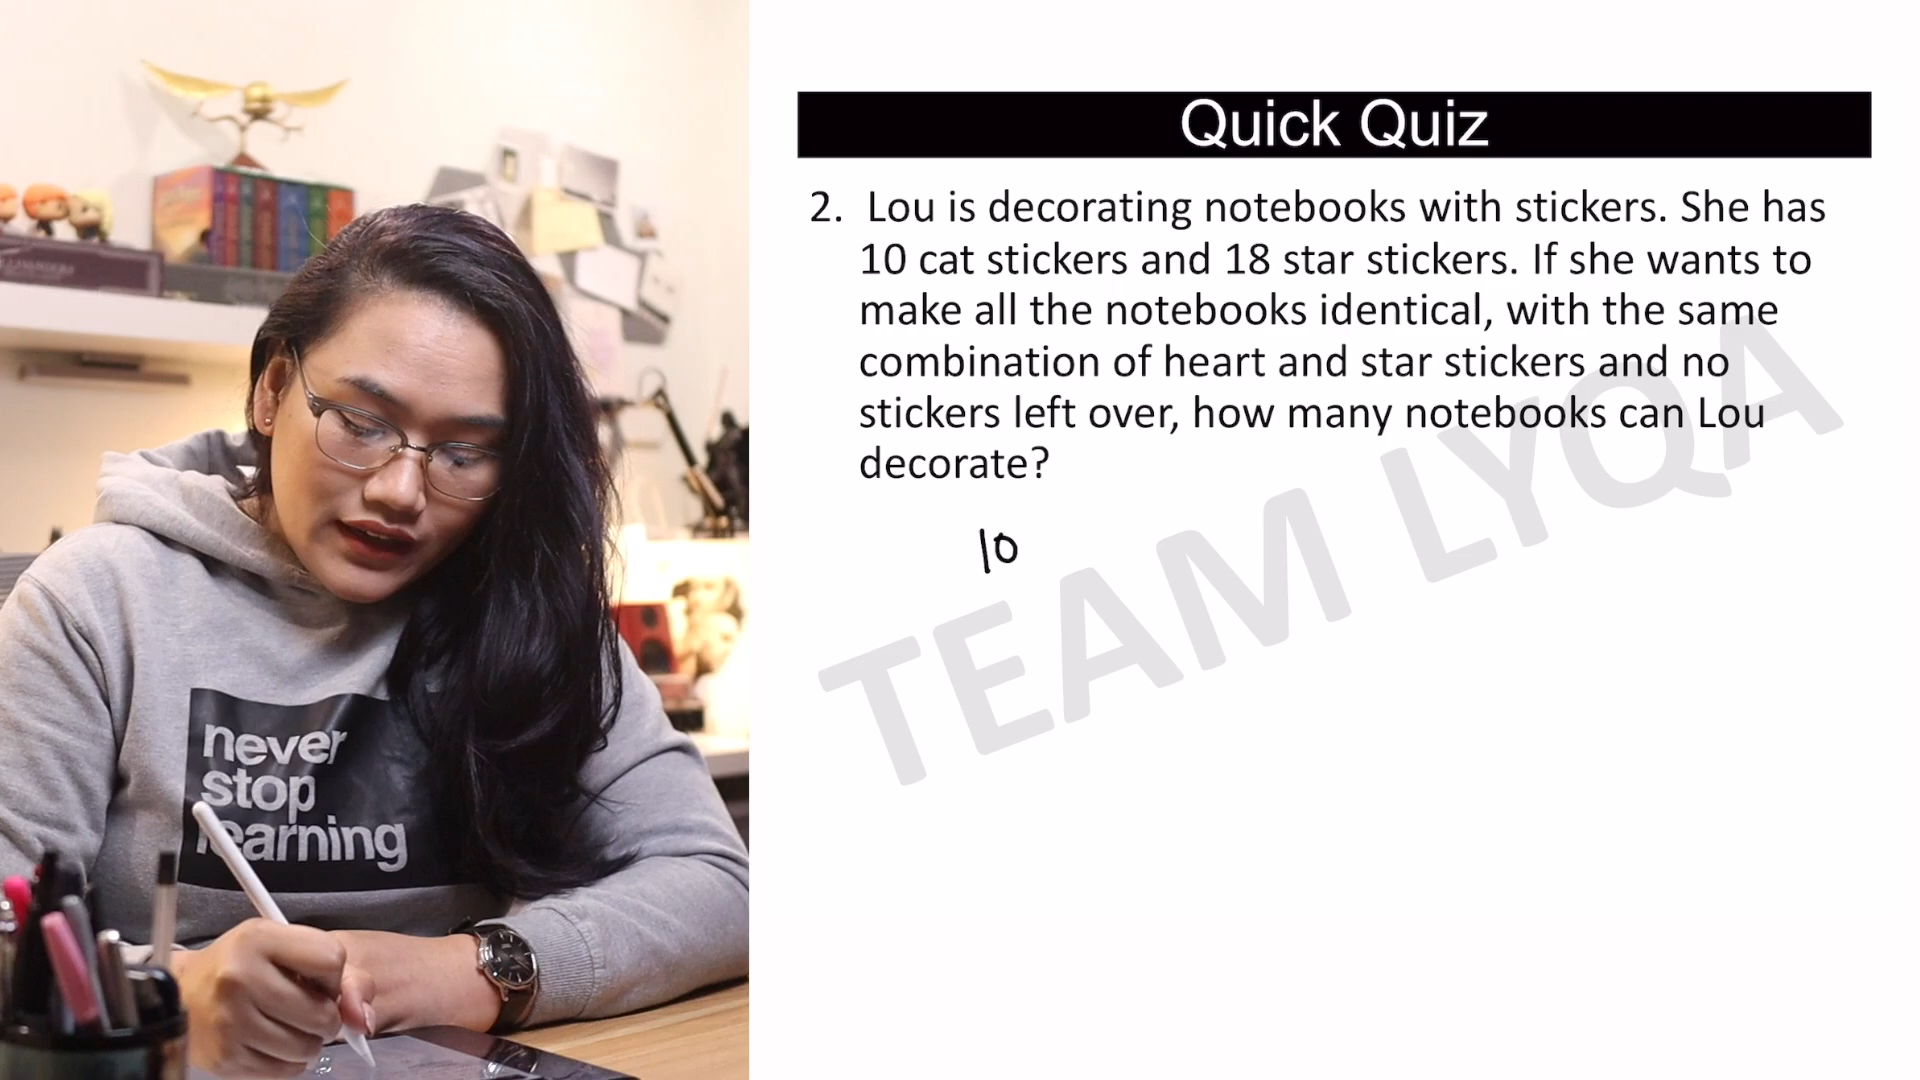 Quick Quiz
2. Lou is decorating notebooks with stickers. She has
10 cat stickers and 18 star stickers. If she wants to
make all the notebooks identical, with the same
combination of heart and star stickers and no
stickers left over, how many notebooks can Lou
decorate?
10
TEAM LYQA
never
stop
learning